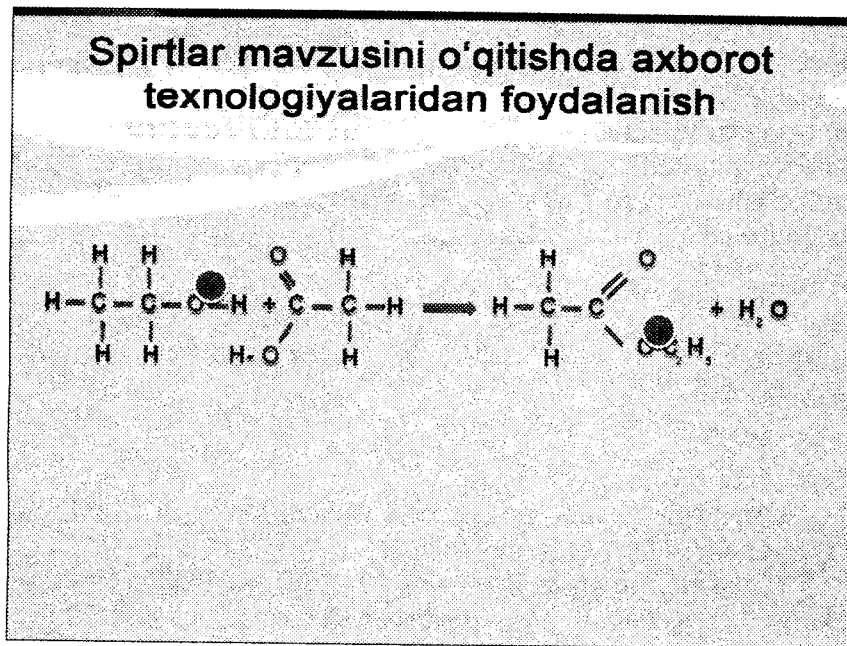 Spirtlar mavzusini o‘qitishda axborot
texnologiyalaridan foydalanish
H H O H H O
H–C–C–O–H + C–C–H → H–C–C + H₂O
H H H-O H H O–C₂H₅